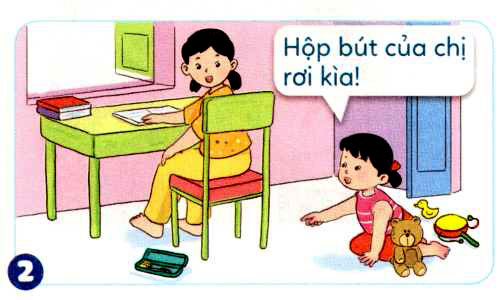 Hộp bút của chị
rơi kìa!
2